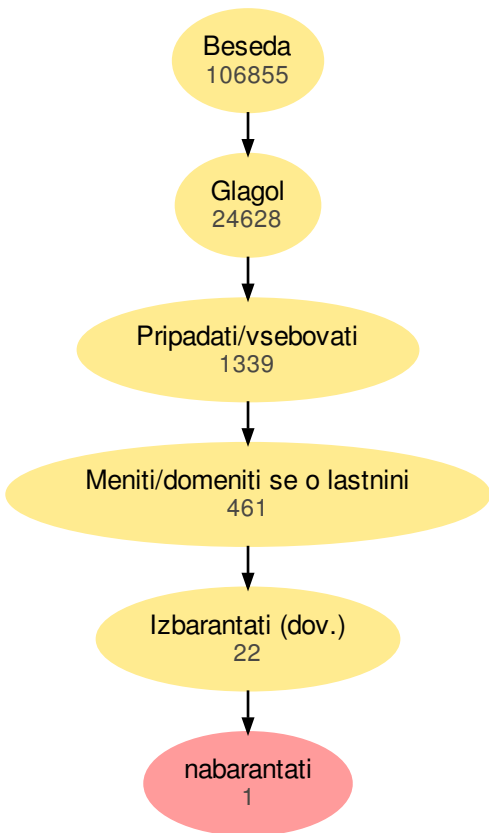 Beseda
106855
Glagol
24628
Pripadati/vsebovati
1339
Meniti/domeniti se o lastnini
461
Izbarantati (dov.)
22
nabarantati
1